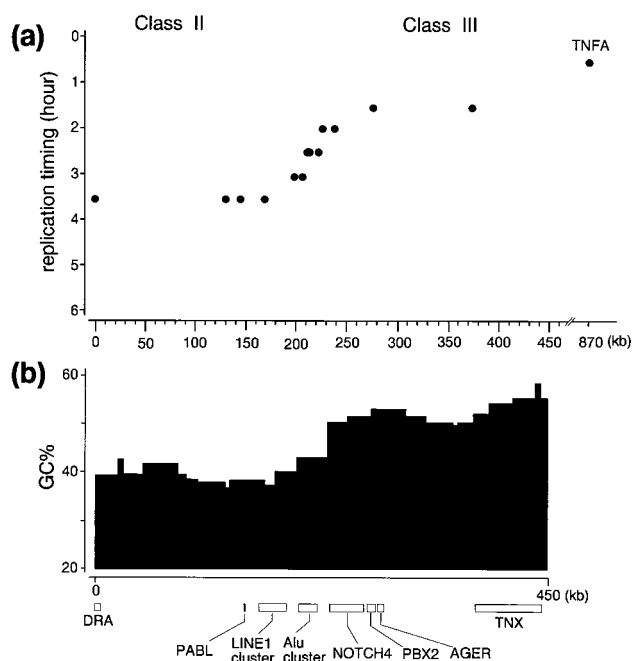 Class II Class III
(a)
TNFA
replication timing (hour)
0
1
2
3
4
5
6
0 50 100 150 200 250 300 350 400 450 870 (kb)
(b)
GC%
60
40
20
0 450 (kb)
DRA
TNX
PABL LINE1 cluster Alu cluster NOTCH4 PBX2 AGER